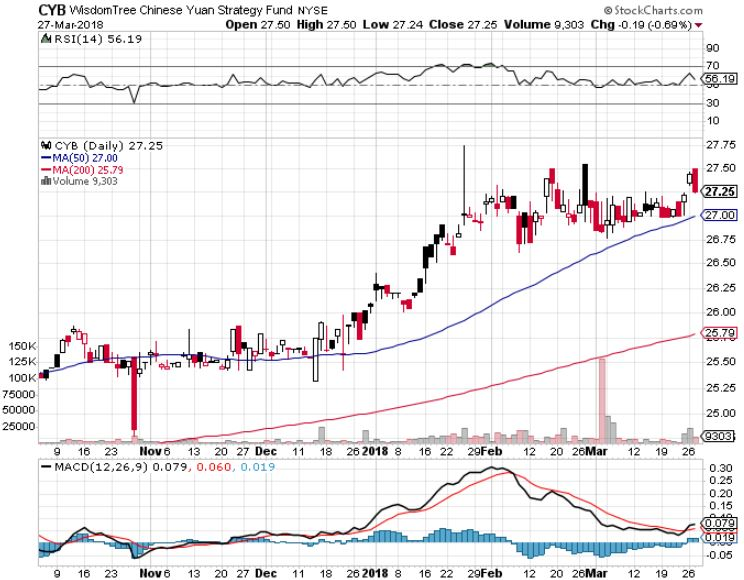 CYB WisdomTree Chinese Yuan Strategy Fund NYSE © StockCharts.com
27-Mar-2018 Open 27.50 High 27.50 Low 27.24 Close 27.25 Volume 9,303 Chg -0.19 (-0.69%)
RSI(14) 56.19
90
70
56.19
50
30
10
CYB (Daily) 27.25
MA(50) 27.00
MA(200) 25.79
Volume 9,303
27.75
27.50
27.25
27.00
26.75
26.50
26.25
26.00
25.79
25.50
25.25
25.00
9303
150K
125K
100K
75000
50000
25000
9 16 23 Nov 6 13 20 27 Dec 11 18 26 2018 8 16 22 29 Feb 12 20 26 Mar 12 19 26
MACD(12,26,9) 0.079, 0.060, 0.019
0.30
0.25
0.20
0.15
0.079
0.019
-0.05
9 16 23 Nov 6 13 20 27 Dec 11 18 26 2018 8 16 22 29 Feb 12 20 26 Mar 12 19 26